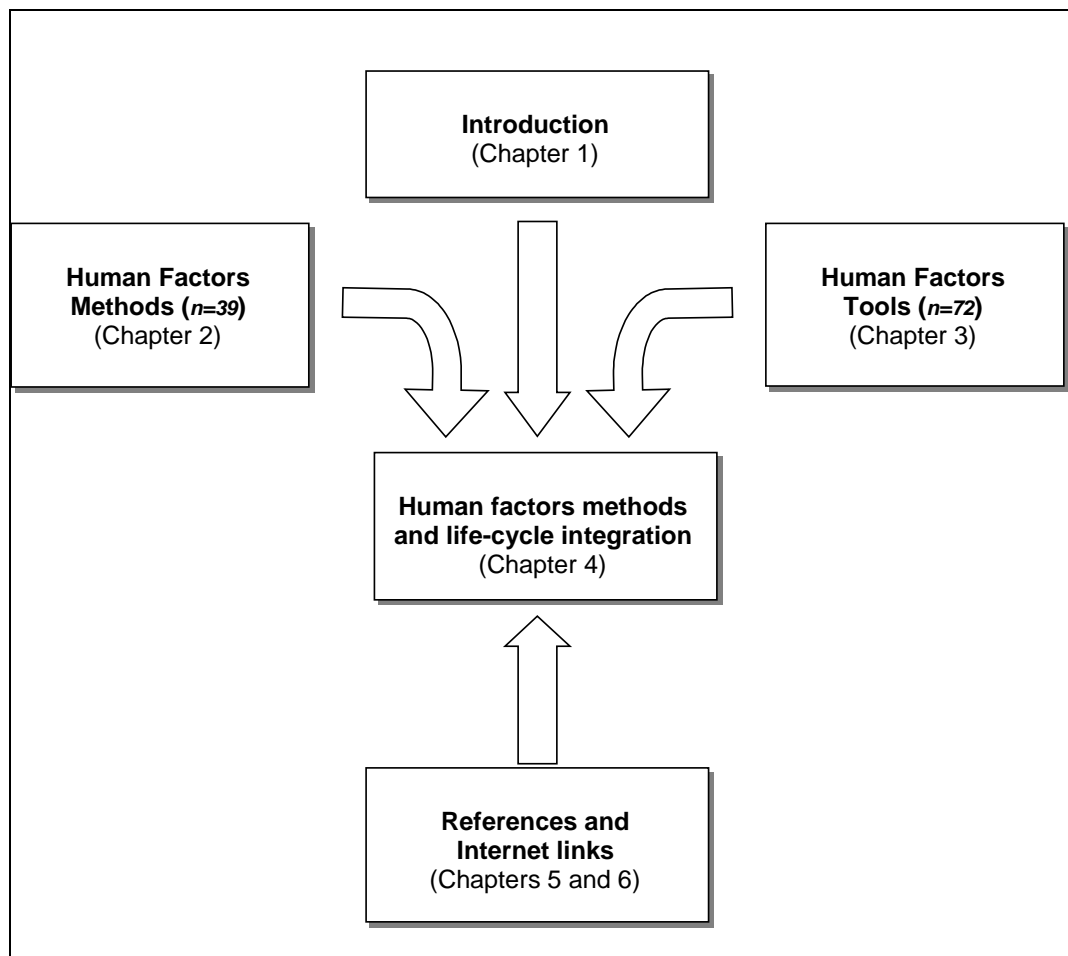 Introduction
(Chapter 1)
Human Factors
Methods (n=39)
(Chapter 2)
Human Factors
Tools (n=72)
(Chapter 3)
Human factors methods
and life-cycle integration
(Chapter 4)
References and
Internet links
(Chapters 5 and 6)